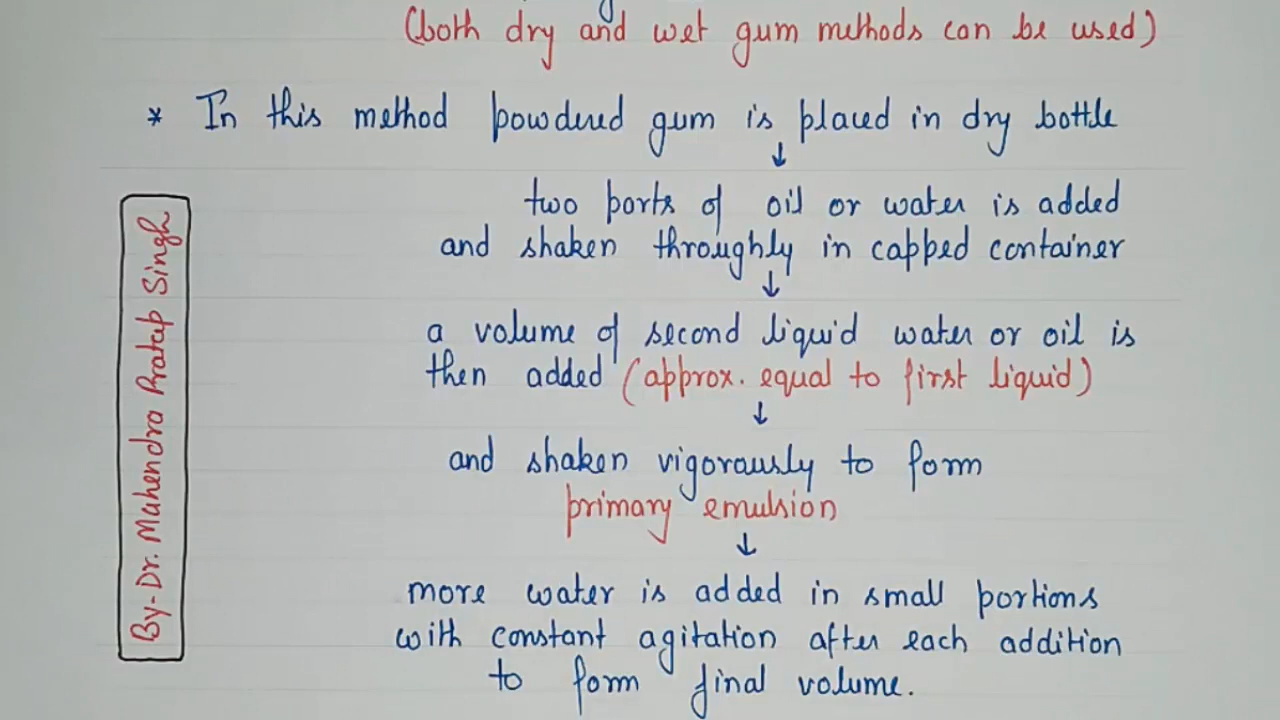 (both dry and wet gum methods can be used)
* In this method powdered gum is placed in dry bottle
↓
two parts of oil or water is added
and shaken throughly in capped container
↓
a volume of second liquid water or oil is
then added (approx. equal to first liquid)
↓
and shaken vigorously to form
primary emulsion
↓
more water is added in small portions
with constant agitation after each addition
to form final volume.
By-Dr. Mahendra Pratap Singh